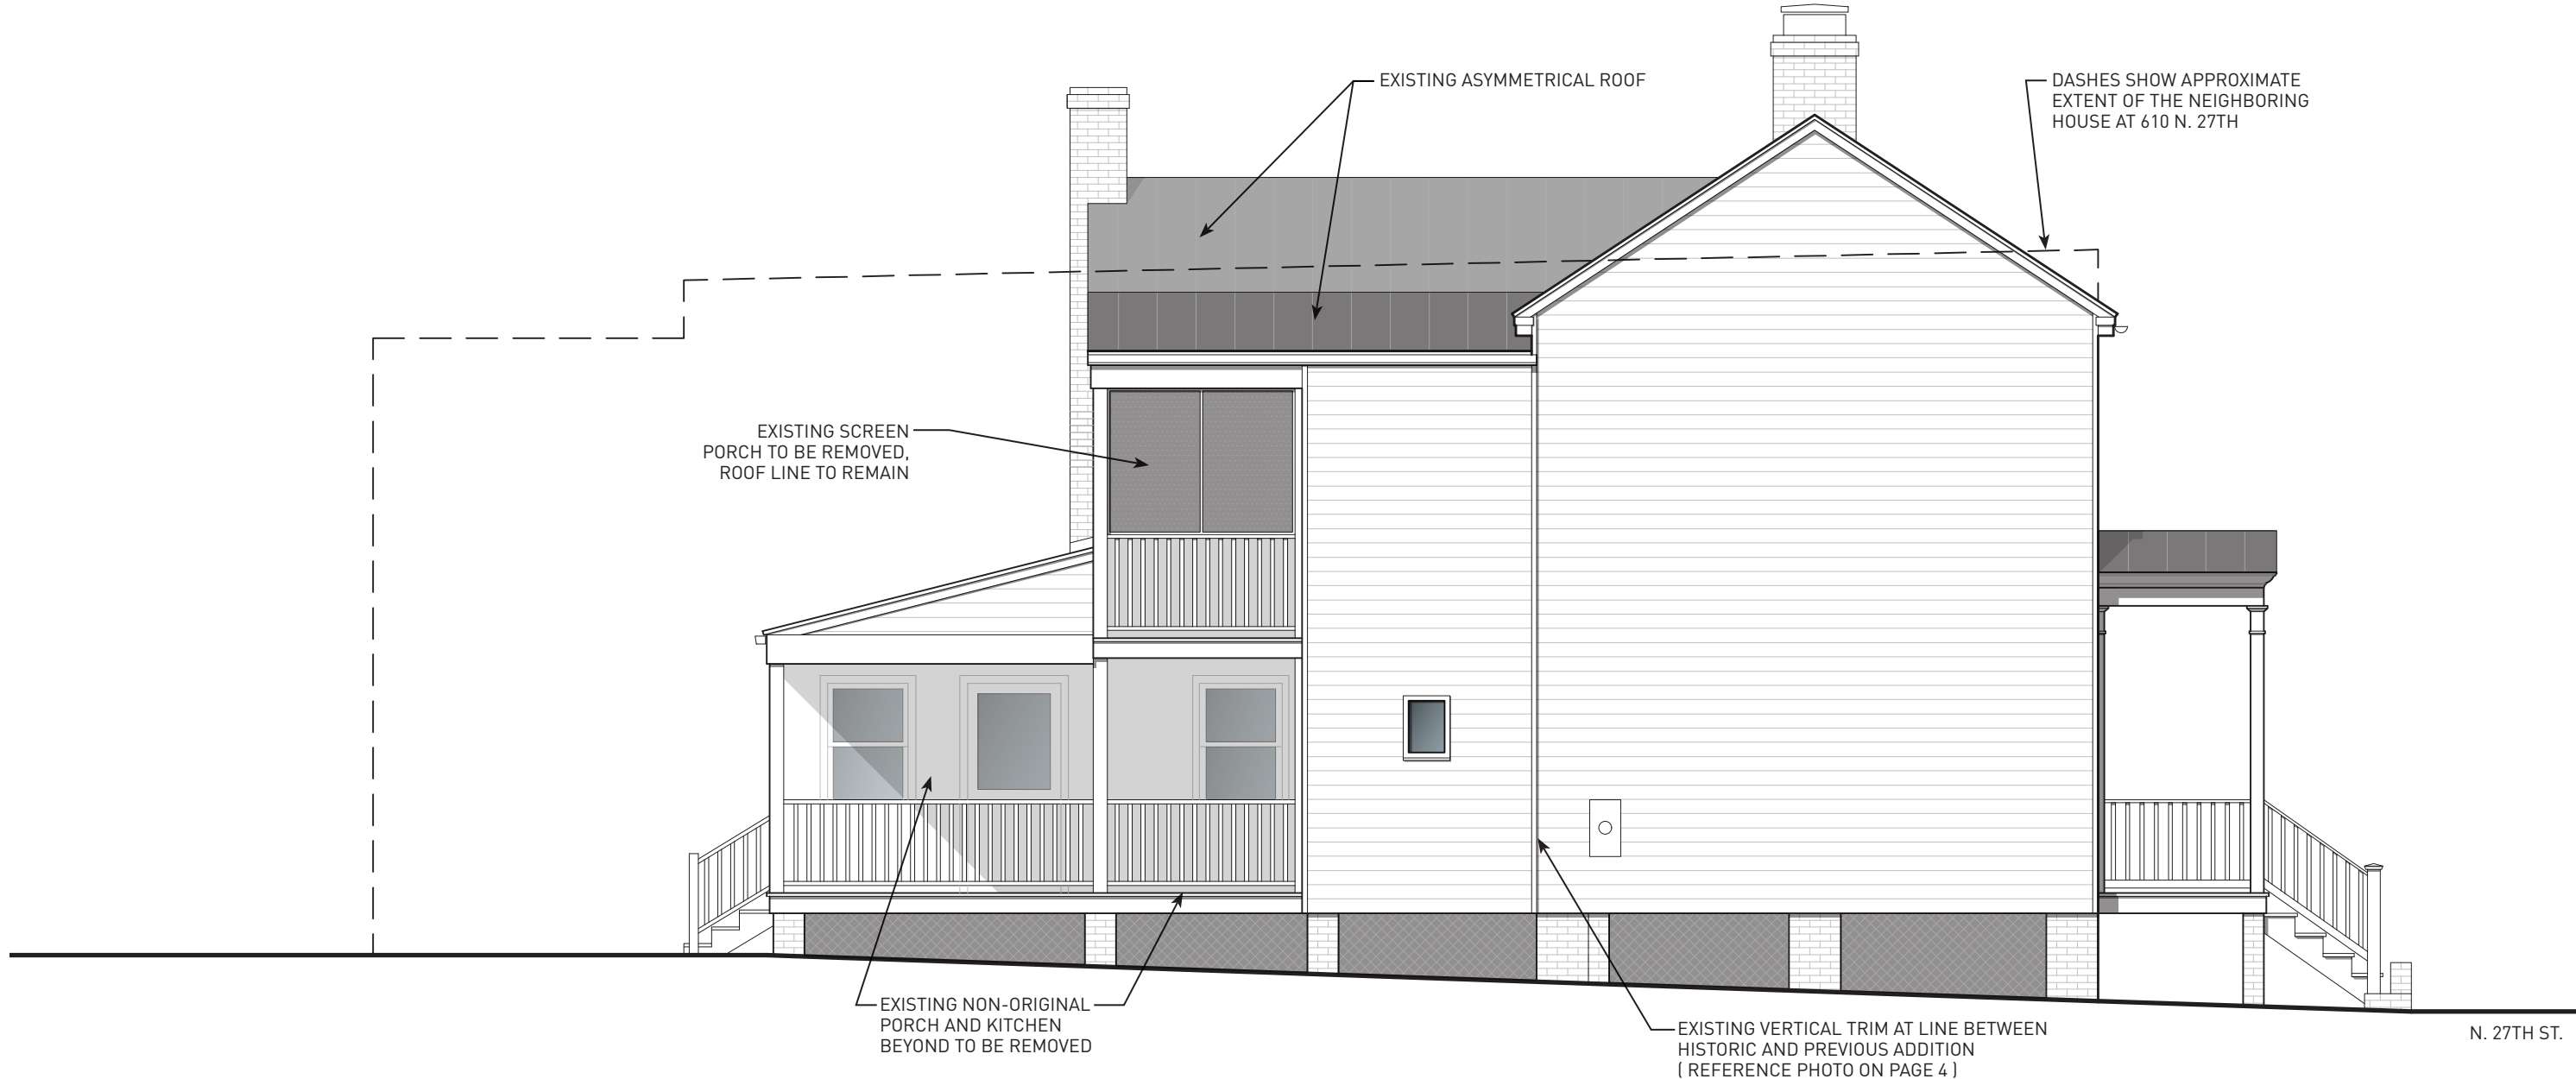 EXISTING ASYMMETRICAL ROOF
DASHES SHOW APPROXIMATE
EXTENT OF THE NEIGHBORING
HOUSE AT 610 N. 27TH
EXISTING SCREEN
PORCH TO BE REMOVED,
ROOF LINE TO REMAIN
EXISTING NON-ORIGINAL
PORCH AND KITCHEN
BEYOND TO BE REMOVED
EXISTING VERTICAL TRIM AT LINE BETWEEN
HISTORIC AND PREVIOUS ADDITION
( REFERENCE PHOTO ON PAGE 4 )
N. 27TH ST.